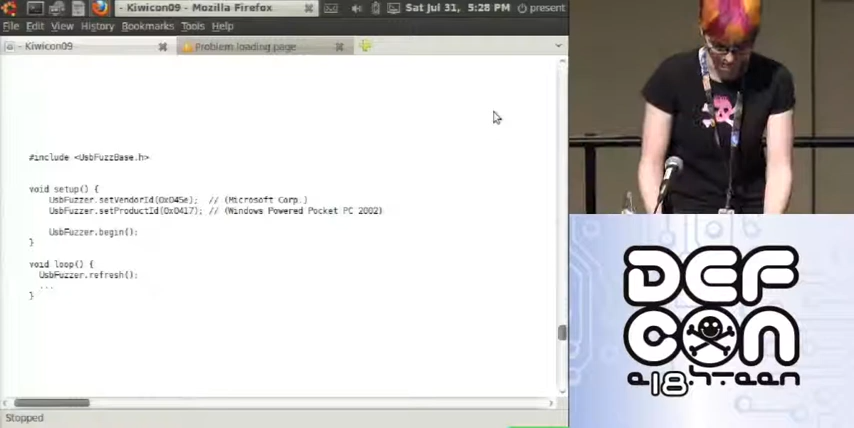 - Kiwicon09 - Mozilla Firefox
Sat Jul 31, 5:28 PM
present
File Edit View History Bookmarks Tools Help
- Kiwicon09
Problem loading page
#include <UsbFuzzBase.h>
void setup() {
UsbFuzzer.setVendorId(0x045e); // (Microsoft Corp.)
UsbFuzzer.setProductId(0x0417); // (Windows Powered Pocket PC 2002)
UsbFuzzer.begin();
}
void loop() {
UsbFuzzer.refresh();
...
}
Stopped
DEF
CON
e18hteen